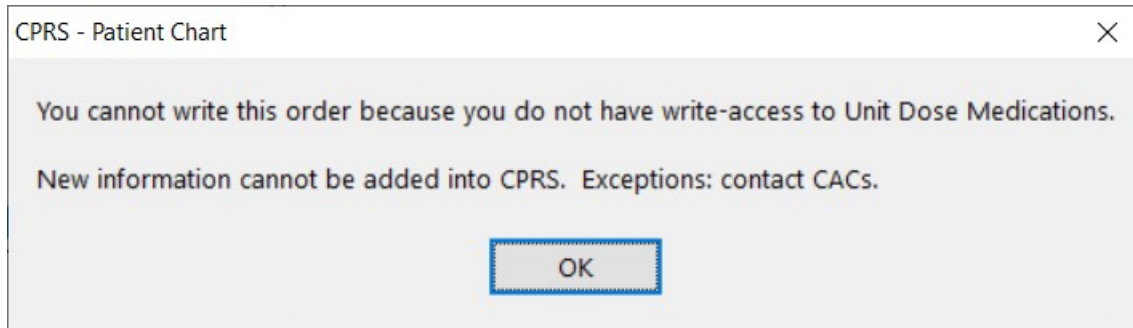 CPRS - Patient Chart
You cannot write this order because you do not have write-access to Unit Dose Medications.
New information cannot be added into CPRS.  Exceptions: contact CACs.
OK